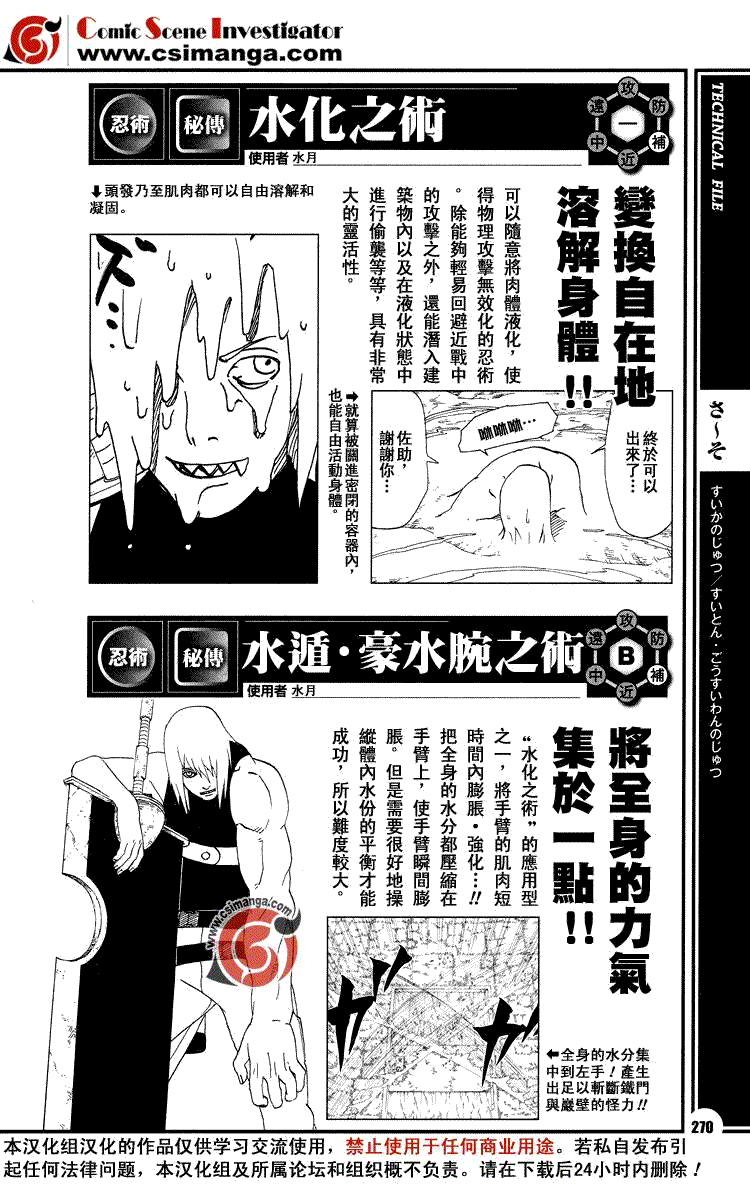 Comic Scene Investigator
www.csimanga.com
忍術
秘傳
水化之術
使用者 水月
攻
防
補
近
中
遠
一
TECHNICAL FILE
變換自在地
溶解身體!!
可以隨意將肉體液化，使
得物理攻擊無效化的忍術
。除能夠輕易回避近戰中
的攻擊之外，還能潛入建
築物內以及在液化狀態中
進行偷襲等等，具有非常
大的靈活性。
⬇頭發乃至肌肉都可以自由溶解和
凝固。
ズ…
終於可以
出來了…
呦呦呦…
佐助，
謝謝你…
➡就算被關進密閉的容器內，
也能自由活動身體。
さ〜そ
すいかのじゅつ／すいとん・ごうすいわんのじゅつ
忍術
秘傳
水遁·豪水腕之術
使用者 水月
攻
防
補
近
中
遠
B
將全身的力氣
集於一點!!
“水化之術”的應用型
之一，將手臂的肌肉短
時間內膨脹·強化…!!
把全身的水分都壓縮在
手臂上，使手臂瞬間膨
脹。但是需要很好地操
縱體內水份的平衡才能
成功，所以難度較大。
www.csimanga.com
ガガ
⬅全身的水分集
中到左手！產生
出足以斬斷鐵門
與巖壁的怪力!!
270
本汉化组汉化的作品仅供学习交流使用，禁止使用于任何商业用途。若私自发布引
起任何法律问题，本汉化组及所属论坛和组织概不负责。请在下载后24小时内删除！